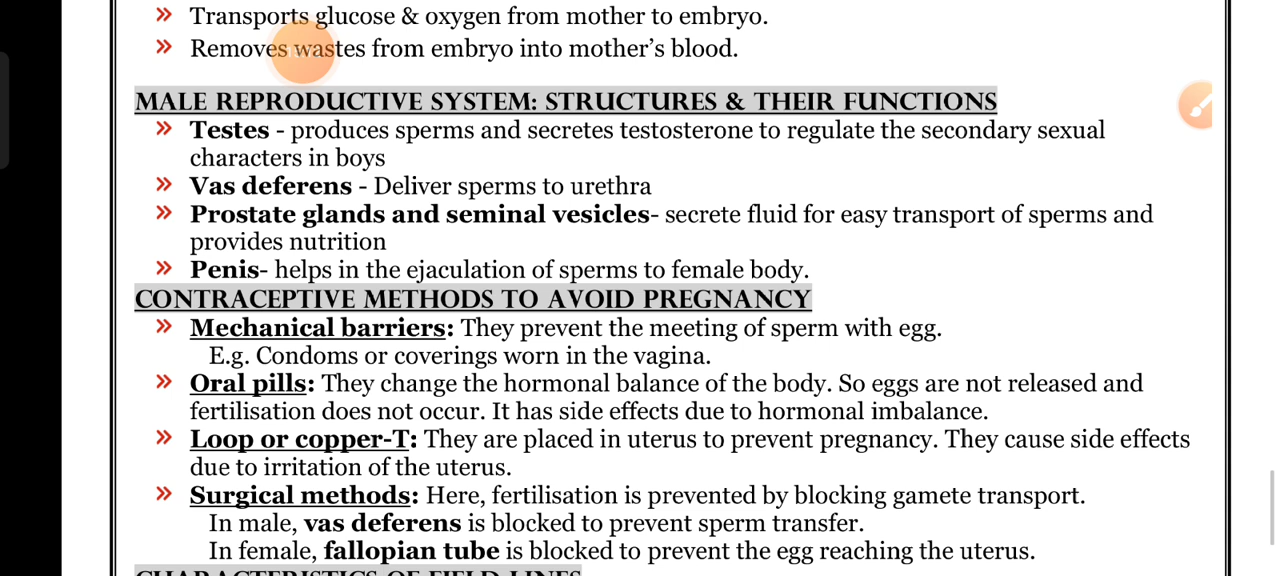 » Transports glucose & oxygen from mother to embryo.
» Removes wastes from embryo into mother's blood.
MALE REPRODUCTIVE SYSTEM: STRUCTURES & THEIR FUNCTIONS
» Testes - produces sperms and secretes testosterone to regulate the secondary sexual
characters in boys
» Vas deferens - Deliver sperms to urethra
» Prostate glands and seminal vesicles- secrete fluid for easy transport of sperms and
provides nutrition
» Penis- helps in the ejaculation of sperms to female body.
CONTRACEPTIVE METHODS TO AVOID PREGNANCY
» Mechanical barriers: They prevent the meeting of sperm with egg.
E.g. Condoms or coverings worn in the vagina.
» Oral pills: They change the hormonal balance of the body. So eggs are not released and
fertilisation does not occur. It has side effects due to hormonal imbalance.
» Loop or copper-T: They are placed in uterus to prevent pregnancy. They cause side effects
due to irritation of the uterus.
» Surgical methods: Here, fertilisation is prevented by blocking gamete transport.
In male, vas deferens is blocked to prevent sperm transfer.
In female, fallopian tube is blocked to prevent the egg reaching the uterus.
CHARACTERISTICS OF FIELD LINES